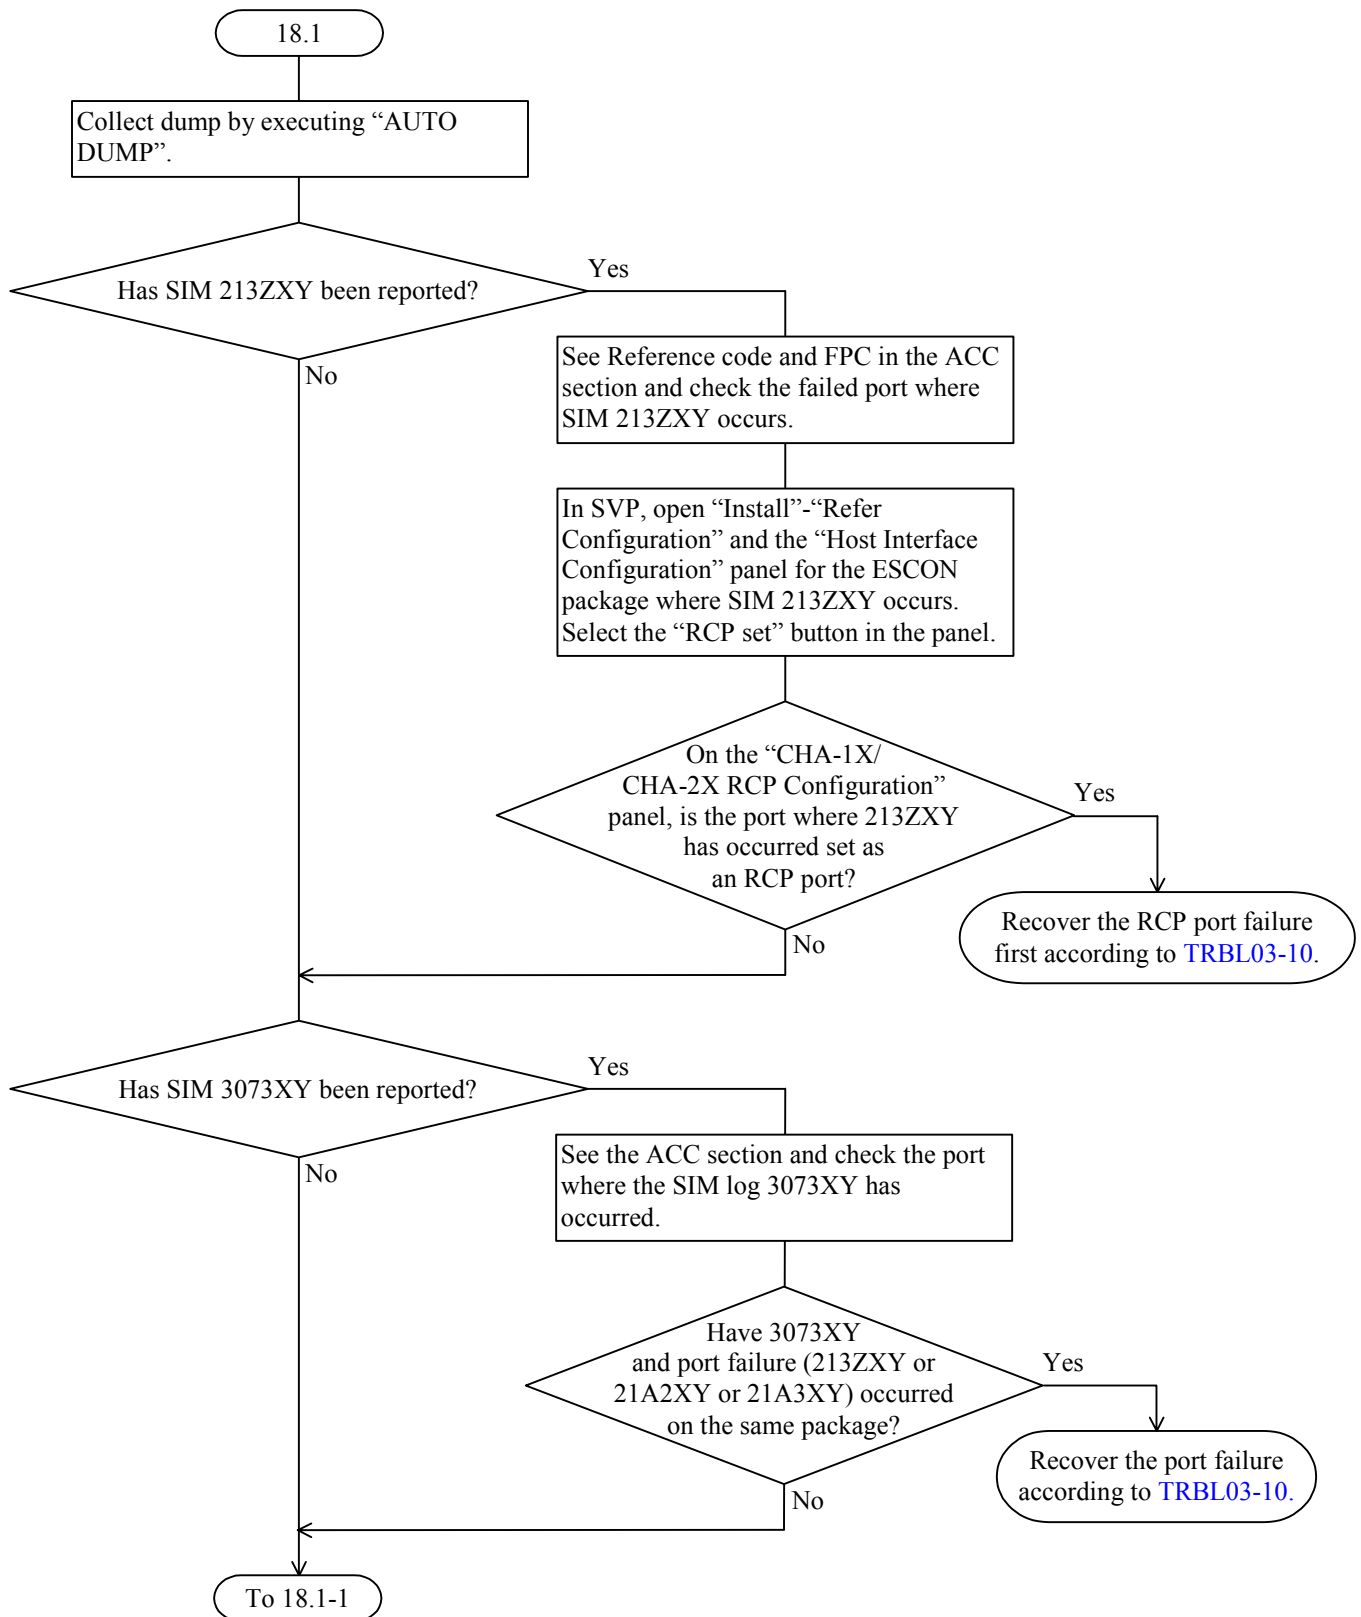 18.1
Collect dump by executing “AUTO
DUMP”.
Has SIM 213ZXY been reported?
Yes
No
See Reference code and FPC in the ACC
section and check the failed port where
SIM 213ZXY occurs.
In SVP, open “Install”-“Refer
Configuration” and the “Host Interface
Configuration” panel for the ESCON
package where SIM 213ZXY occurs.
Select the “RCP set” button in the panel.
On the “CHA-1X/
CHA-2X RCP Configuration”
panel, is the port where 213ZXY
has occurred set as
an RCP port?
Yes
No
Recover the RCP port failure
first according to TRBL03-10.
Has SIM 3073XY been reported?
Yes
No
See the ACC section and check the port
where the SIM log 3073XY has
occurred.
Have 3073XY
and port failure (213ZXY or
21A2XY or 21A3XY) occurred
on the same package?
Yes
No
Recover the port failure
according to TRBL03-10.
To 18.1-1